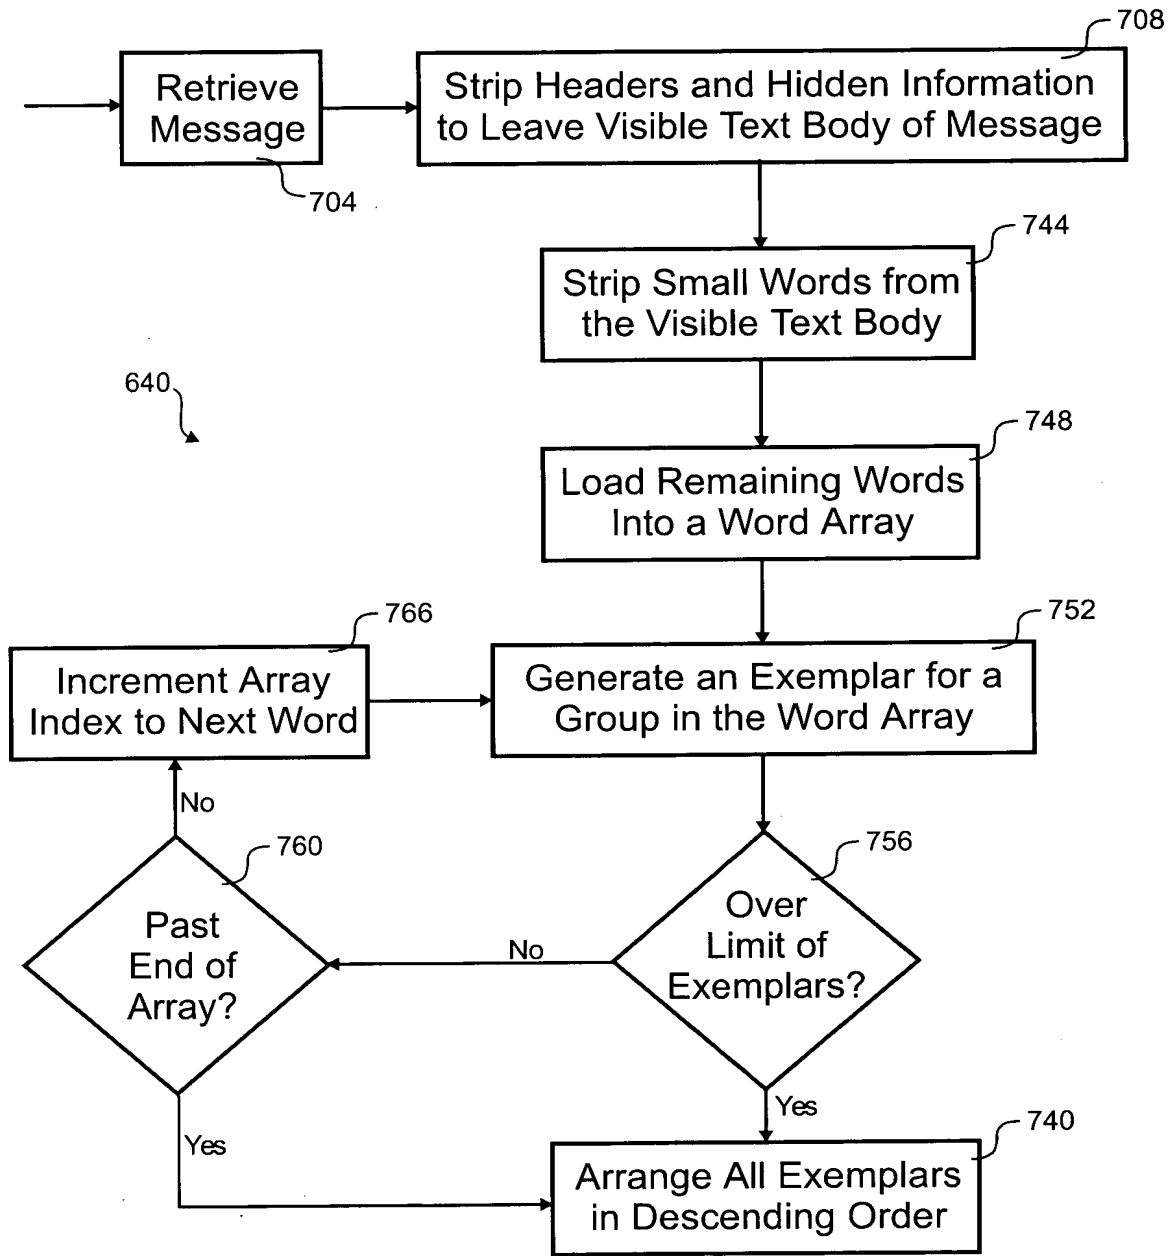 708
Retrieve
Message
704
Strip Headers and Hidden Information
to Leave Visible Text Body of Message
744
Strip Small Words from
the Visible Text Body
640
748
Load Remaining Words
Into a Word Array
766
Increment Array
Index to Next Word
752
Generate an Exemplar for a
Group in the Word Array
No
760
Past
End of
Array?
No
756
Over
Limit of
Exemplars?
Yes
Yes
740
Arrange All Exemplars
in Descending Order